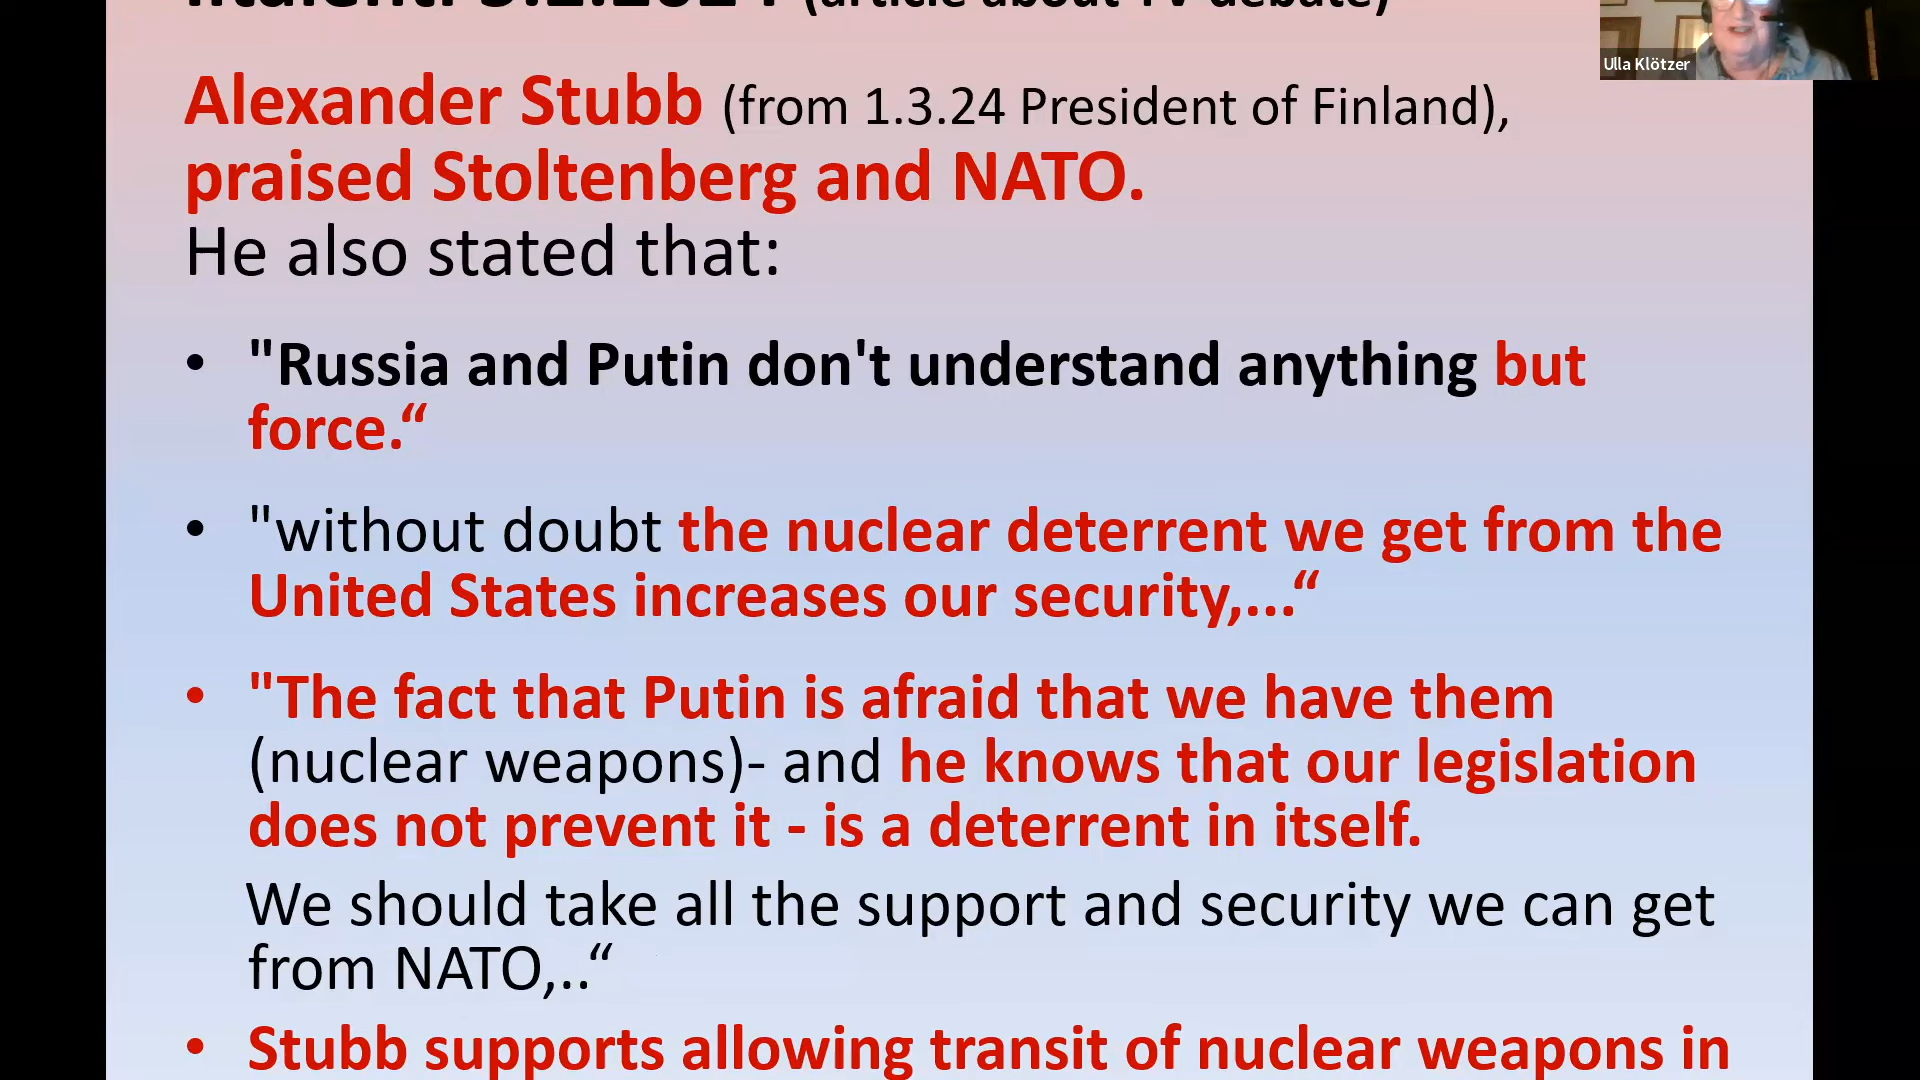 (article about TV debate)
Ulla Klötzer
Alexander Stubb (from 1.3.24 President of Finland),
praised Stoltenberg and NATO.
He also stated that:
• "Russia and Putin don't understand anything but
force.“
• "without doubt the nuclear deterrent we get from the
United States increases our security,...“
• "The fact that Putin is afraid that we have them
(nuclear weapons)- and he knows that our legislation
does not prevent it - is a deterrent in itself.
We should take all the support and security we can get
from NATO,..“
• Stubb supports allowing transit of nuclear weapons in